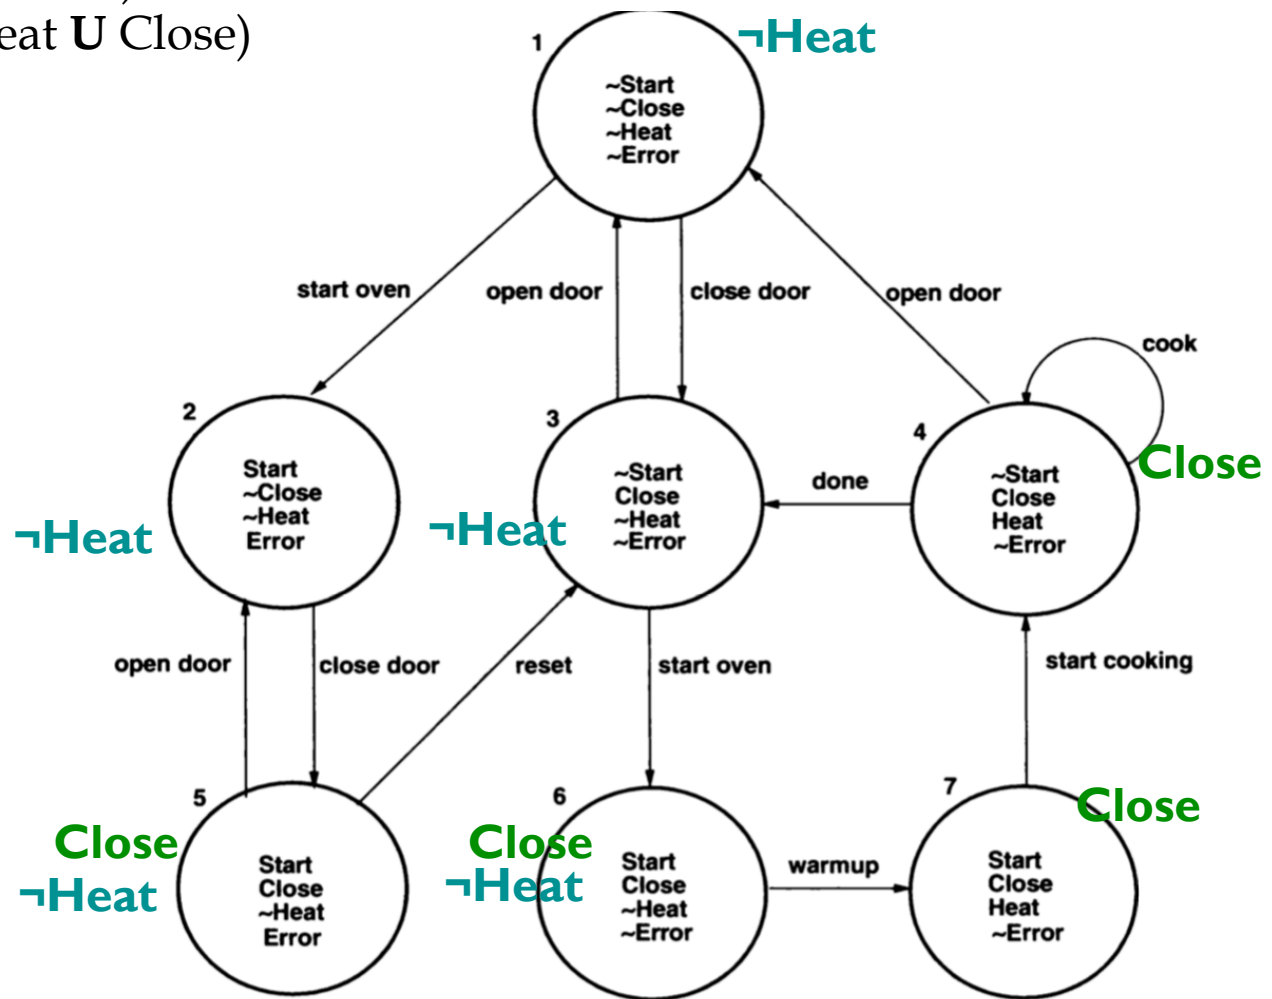 eat U Close)
1
¬Heat
~Start
~Close
~Heat
~Error
start oven
open door
close door
open door
cook
2
Start
~Close
~Heat
Error
¬Heat
3
~Start
Close
~Heat
~Error
¬Heat
done
4
~Start
Close
Heat
~Error
Close
open door
close door
reset
start oven
start cooking
5
Close
¬Heat
Start
Close
~Heat
Error
6
Close
¬Heat
Start
Close
~Heat
~Error
warmup
7
Close
Start
Close
Heat
~Error